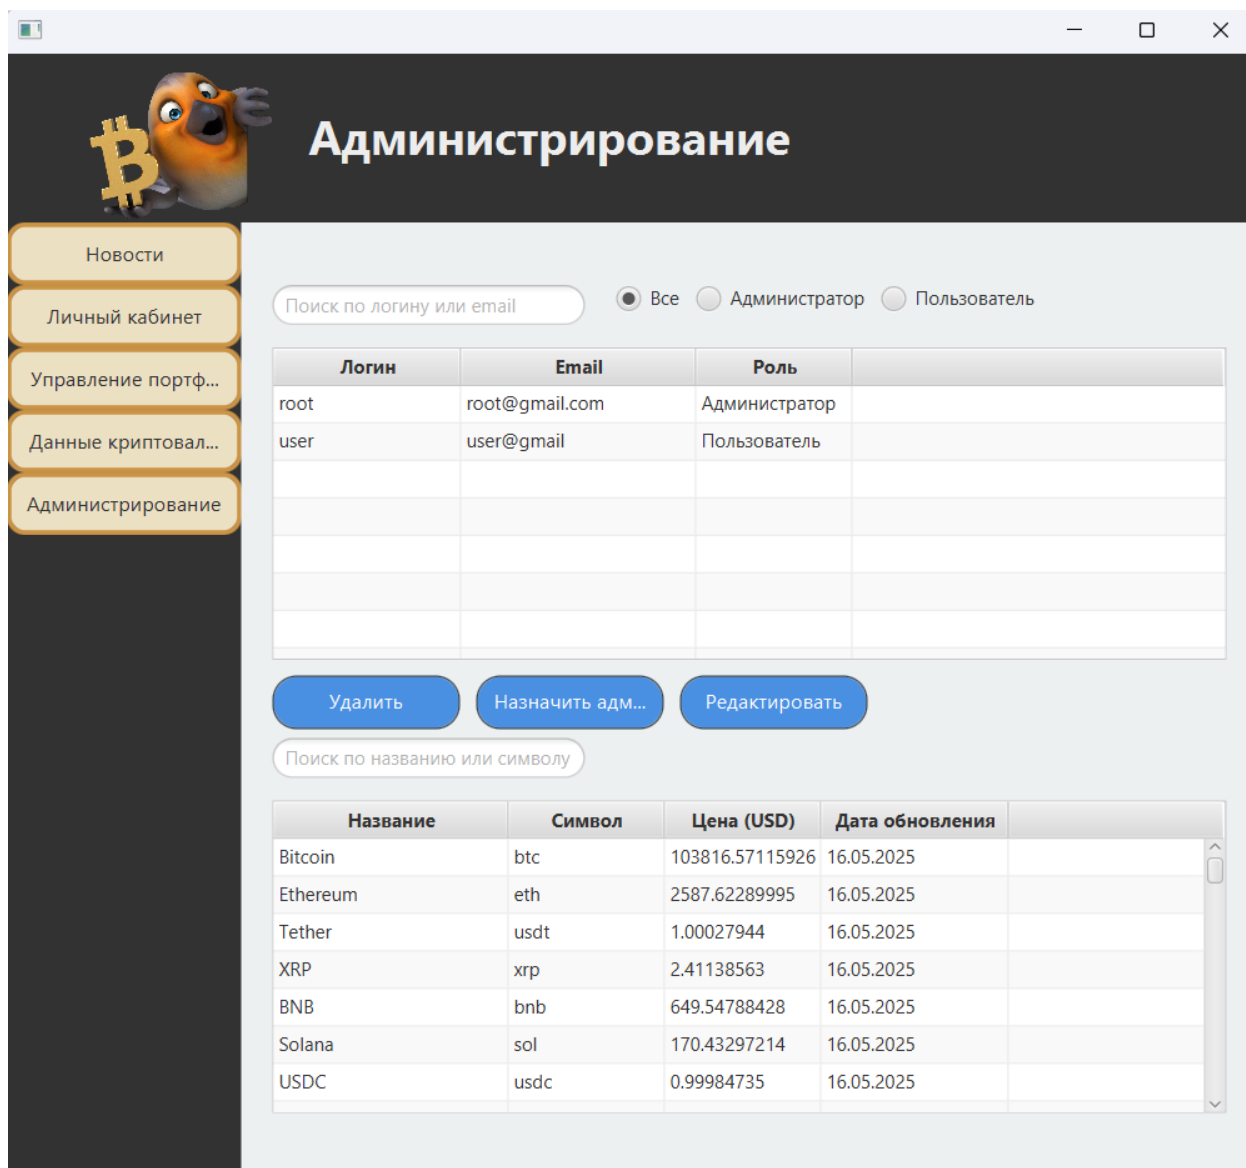 Администрирование
Новости
Личный кабинет
Управление портф...
Данные криптовал...
Администрирование
Поиск по логину или email
Все Администратор Пользователь
Логин Email Роль
root root@gmail.com Администратор
user user@gmail Пользователь
Удалить Назначить адм... Редактировать
Поиск по названию или символу
Название Символ Цена (USD) Дата обновления
Bitcoin btc 103816.57115926 16.05.2025
Ethereum eth 2587.62289995 16.05.2025
Tether usdt 1.00027944 16.05.2025
XRP xrp 2.41138563 16.05.2025
BNB bnb 649.54788428 16.05.2025
Solana sol 170.43297214 16.05.2025
USDC usdc 0.99984735 16.05.2025